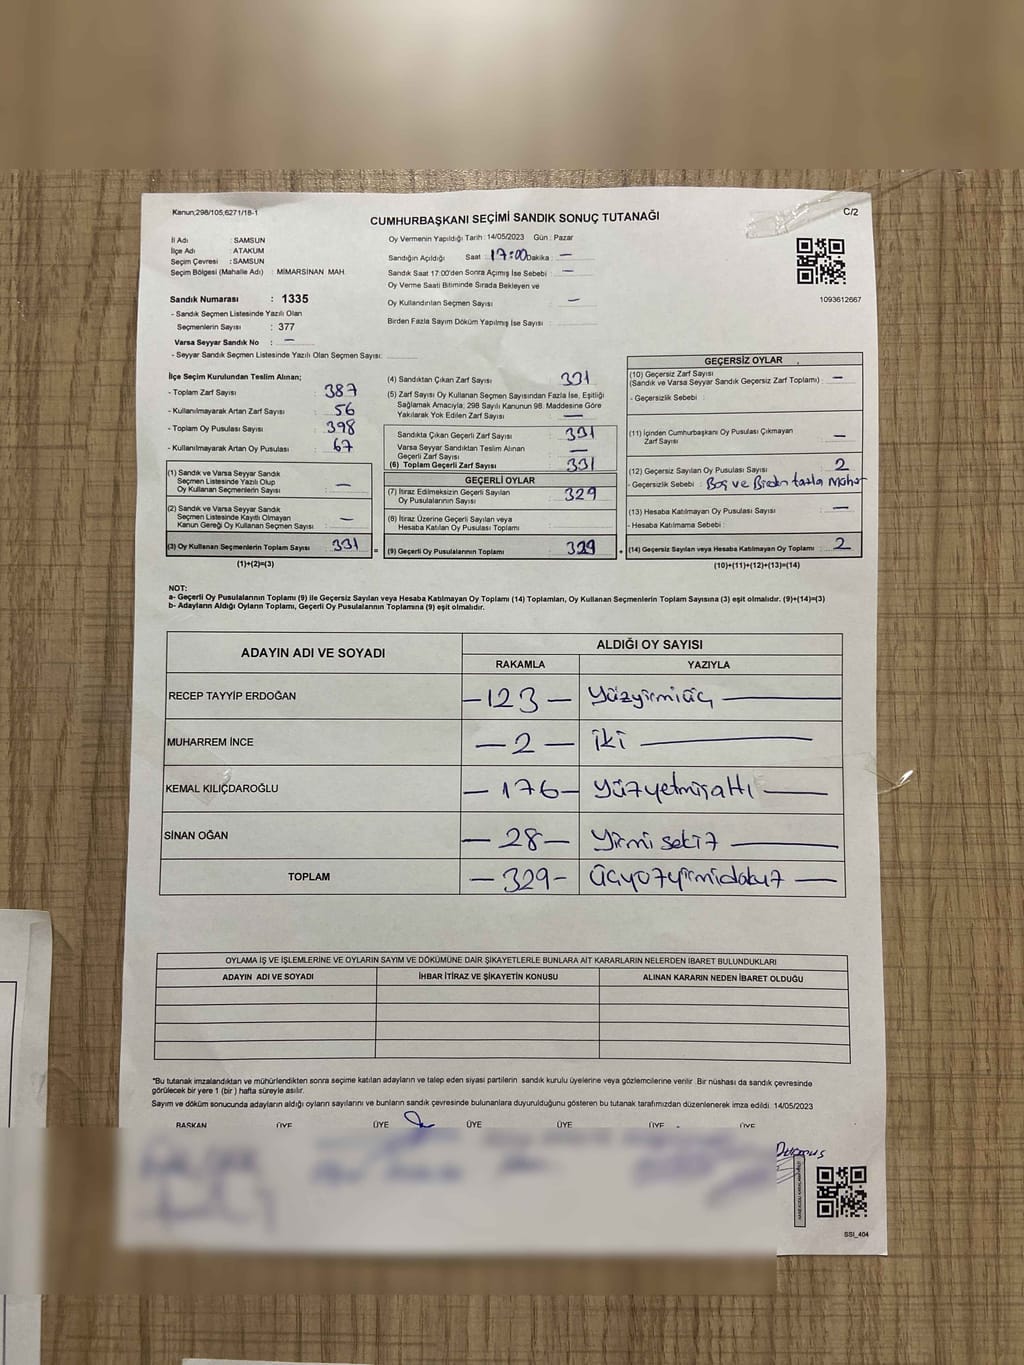 Kanun;298/105;6271/18-1
C/2
CUMHURBAŞKANI SEÇİMİ SANDIK SONUÇ TUTANAĞI
İl Adı : SAMSUN
İlçe Adı : ATAKUM
Seçim Çevresi : SAMSUN
Seçim Bölgesi (Mahalle Adı) : MİMARSİNAN MAH.
Oy Vermenin Yapıldığı Tarih : 14/05/2023 Gün : Pazar
Sandığın Açıldığı Saat : 17:00 Dakika : —
Sandık Saat 17:00'den Sonra Açımış İse Sebebi : —
Oy Verme Saati Bitiminde Sırada Bekleyen ve
Oy Kullandırılan Seçmen Sayısı : —
Birden Fazla Sayım Döküm Yapılmış İse Sayısı :
1093612667
Sandık Numarası : 1335
- Sandık Seçmen Listesinde Yazılı Olan
Seçmenlerin Sayısı : 377
Varsa Seyyar Sandık No : —
- Seyyar Sandık Seçmen Listesinde Yazılı Olan Seçmen Sayısı:
İlçe Seçim Kurulundan Teslim Alınan;
- Toplam Zarf Sayısı : 387
- Kullanılmayarak Artan Zarf Sayısı : 56
- Toplam Oy Pusulası Sayısı : 398
- Kullanılmayarak Artan Oy Pusulası : 67
(1) Sandık ve Varsa Seyyar Sandık
Seçmen Listesinde Yazılı Olup
Oy Kullanan Seçmenlerin Sayısı : —
(2) Sandık ve Varsa Seyyar Sandık
Seçmen Listesinde Kayıtlı Olmayan
Kanun Gereği Oy Kullanan Seçmen Sayısı : —
(3) Oy Kullanan Seçmenlerin Toplam Sayısı : 331
(1)+(2)=(3)
(4) Sandıktan Çıkan Zarf Sayısı : 331
(5) Zarf Sayısı Oy Kullanan Seçmen Sayısından Fazla İse, Eşitliği
Sağlamak Amacıyla; 298 Sayılı Kanunun 98. Maddesine Göre
Yakılarak Yok Edilen Zarf Sayısı : —
Sandıkta Çıkan Geçerli Zarf Sayısı : 331
Varsa Seyyar Sandıktan Teslim Alınan
Geçerli Zarf Sayısı : —
(6) Toplam Geçerli Zarf Sayısı : 331
GEÇERLİ OYLAR
(7) İtiraz Edilmeksizin Geçerli Sayılan
Oy Pusulalarının Sayısı : 329
(8) İtiraz Üzerine Geçerli Sayılan veya
Hesaba Katılan Oy Pusulası Toplamı :
= (9) Geçerli Oy Pusulalarının Toplamı : 329
GEÇERSİZ OYLAR
(10) Geçersiz Zarf Sayısı
(Sandık ve Varsa Seyyar Sandık Geçersiz Zarf Toplamı) : —
- Geçersizlik Sebebi :
(11) İçinden Cumhurbaşkanı Oy Pusulası Çıkmayan
Zarf Sayısı : —
(12) Geçersiz Sayılan Oy Pusulası Sayısı : 2
- Geçersizlik Sebebi : Boş ve Birden fazla Mühür
(13) Hesaba Katılmayan Oy Pusulası Sayısı : —
- Hesaba Katılmama Sebebi :
+ (14) Geçersiz Sayılan veya Hesaba Katılmayan Oy Toplamı : 2
(10)+(11)+(12)+(13)=(14)
NOT:
a- Geçerli Oy Pusulalarının Toplamı (9) ile Geçersiz Sayılan veya Hesaba Katılmayan Oy Toplamı (14) Toplamları, Oy Kullanan Seçmenlerin Toplam Sayısına (3) eşit olmalıdır. (9)+(14)=(3)
b- Adayların Aldığı Oyların Toplamı, Geçerli Oy Pusulalarının Toplamına (9) eşit olmalıdır.
ADAYIN ADI VE SOYADI
ALDIĞI OY SAYISI
RAKAMLA YAZIYLA
RECEP TAYYİP ERDOĞAN —123— Yüzyirmiüç —
MUHARREM İNCE —2— iki —
KEMAL KILIÇDAROĞLU —176— Yüzyetmişaltı —
SİNAN OĞAN —28— Yirmi sekiz —
TOPLAM —329— Üçyüzyirmidokuz —
OYLAMA İŞ VE İŞLEMLERİNE VE OYLARIN SAYIM VE DÖKÜMÜNE DAİR ŞİKAYETLERLE BUNLARA AİT KARARLARIN NELERDEN İBARET BULUNDUKLARI
ADAYIN ADI VE SOYADI İHBAR İTİRAZ VE ŞİKAYETİN KONUSU ALINAN KARARIN NEDEN İBARET OLDUĞU
*Bu tutanak imzalandıktan ve mühürlendikten sonra seçime katılan adayların ve talep eden siyasi partilerin sandık kurulu üyelerine veya gözlemcilerine verilir. Bir nüshası da sandık çevresinde
görülecek bir yere 1 (bir) hafta süreyle asılır.
Sayım ve döküm sonucunda adayların aldığı oyların sayılarını ve bunların sandık çevresinde bulunanlara duyurulduğunu gösteren bu tutanak tarafımızdan düzenlenerek imza edildi. 14/05/2023
BAŞKAN ÜYE ÜYE ÜYE ÜYE ÜYE ÜYE
Durmuş
SSI_404